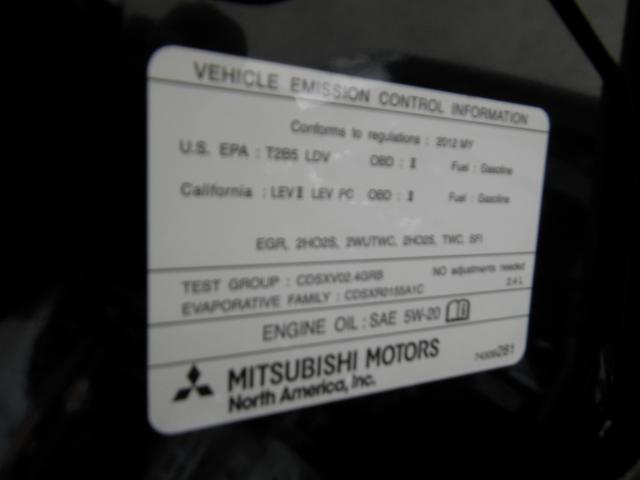 VEHICLE EMISSION CONTROL INFORMATION
Conforms to regulations : 2012 MY
U.S. EPA : T2B5 LDV OBD : II Fuel : Gasoline
California : LEV II LEV PC OBD : II Fuel : Gasoline
EGR, 2HO2S, 2WUTWC, 2HO2S, TWC, SFI
TEST GROUP : CDSXV02.4GRB NO adjustments needed
EVAPORATIVE FAMILY : CDSXR0155A1C 2.4 L
ENGINE OIL : SAE 5W-20
MITSUBISHI MOTORS
North America, Inc.